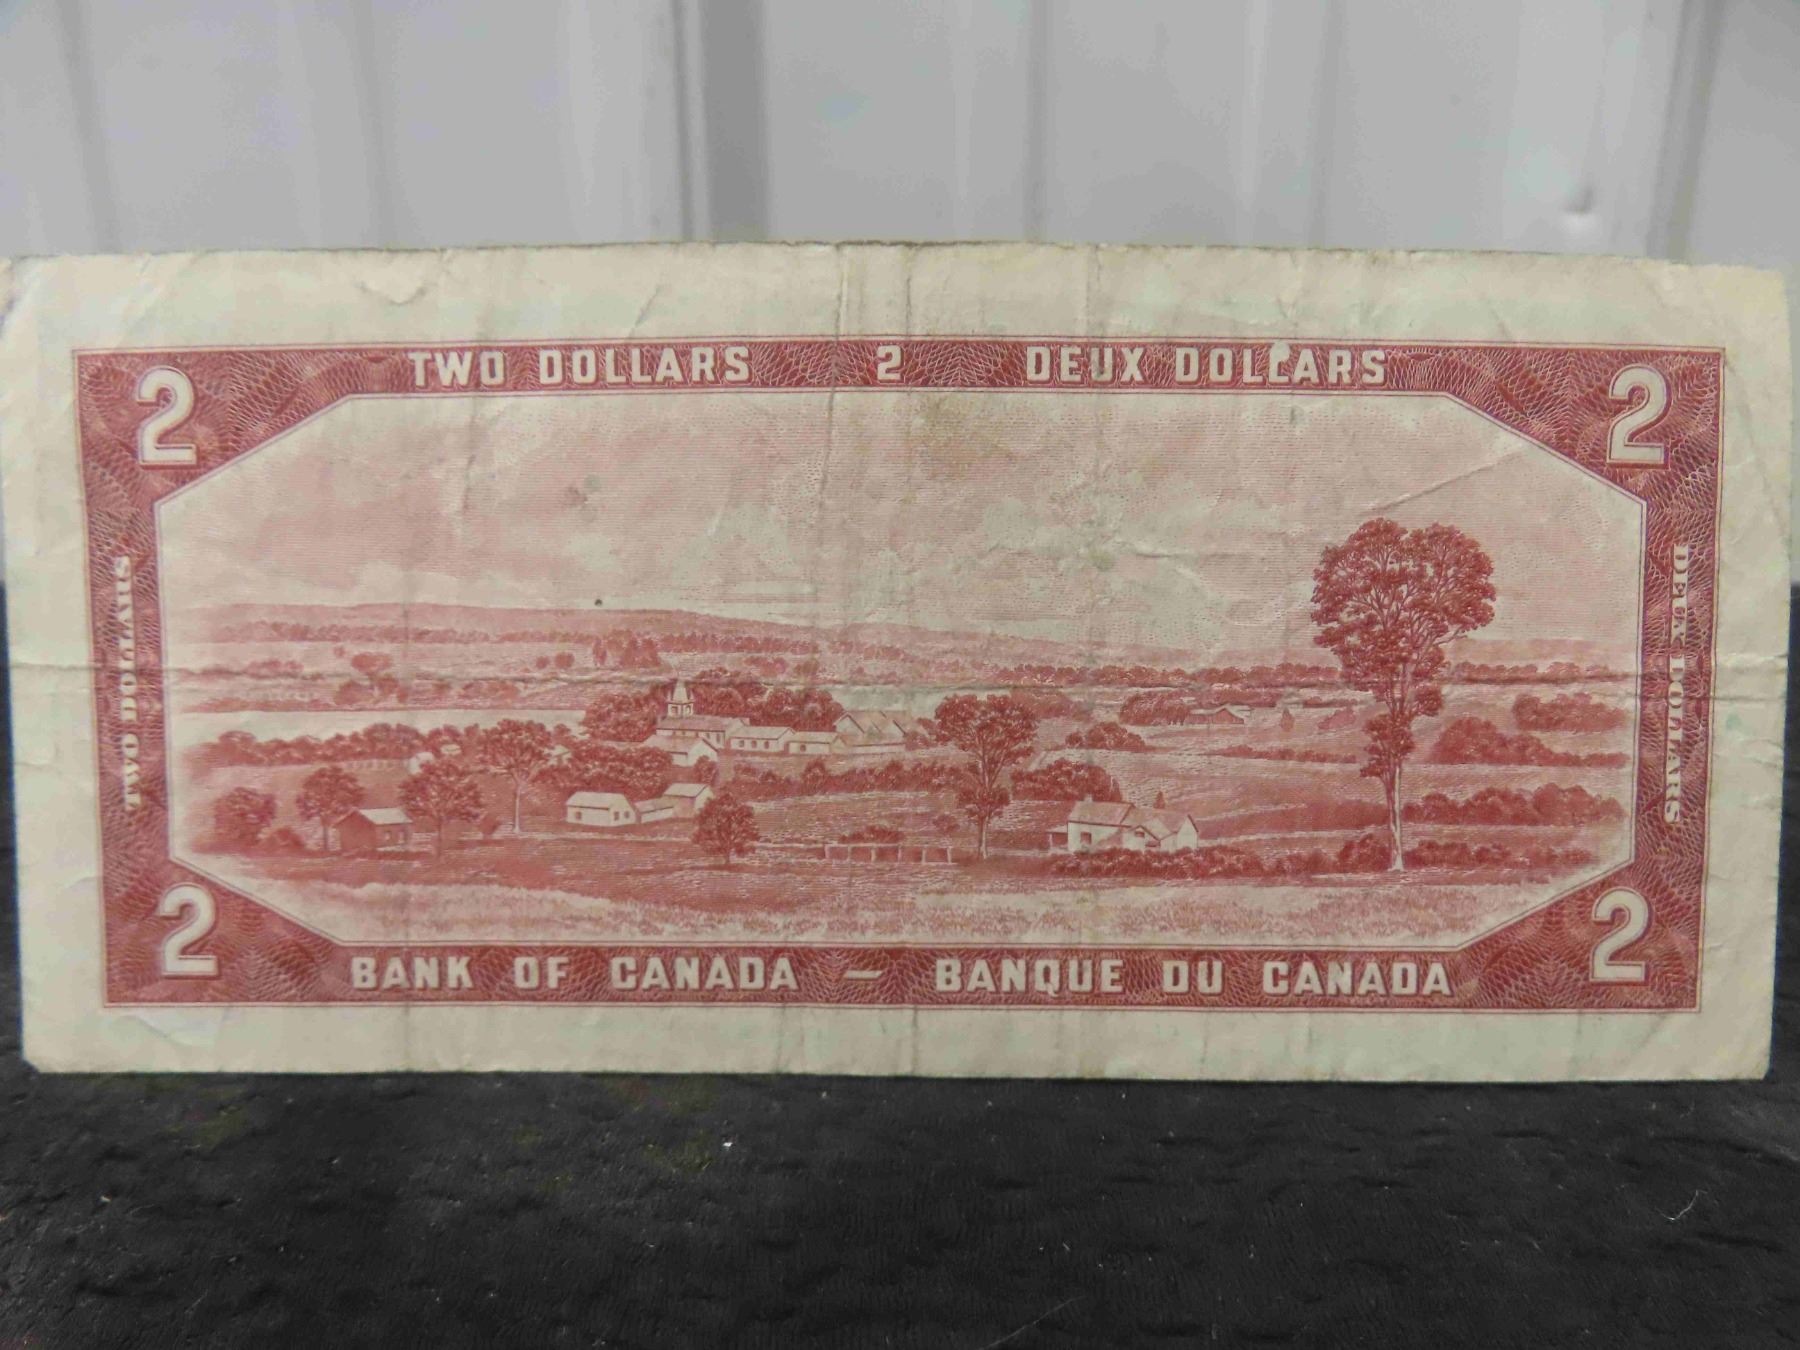 TWO DOLLARS 2 DEUX DOLLARS
2 2
TWO DOLLARS
DEUX DOLLARS
2 2
BANK OF CANADA — BANQUE DU CANADA